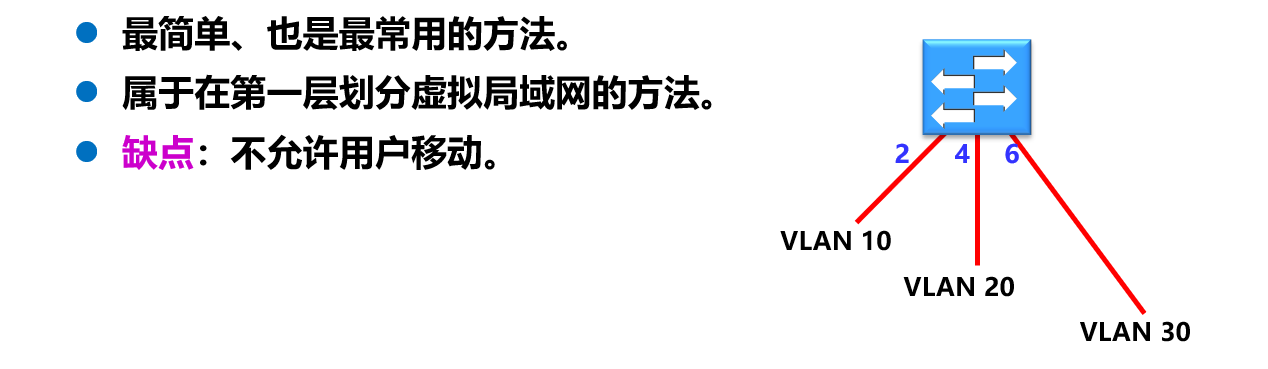 最简单、也是最常用的方法。
属于在第一层划分虚拟局域网的方法。
缺点：不允许用户移动。
2 4 6
VLAN 10
VLAN 20
VLAN 30